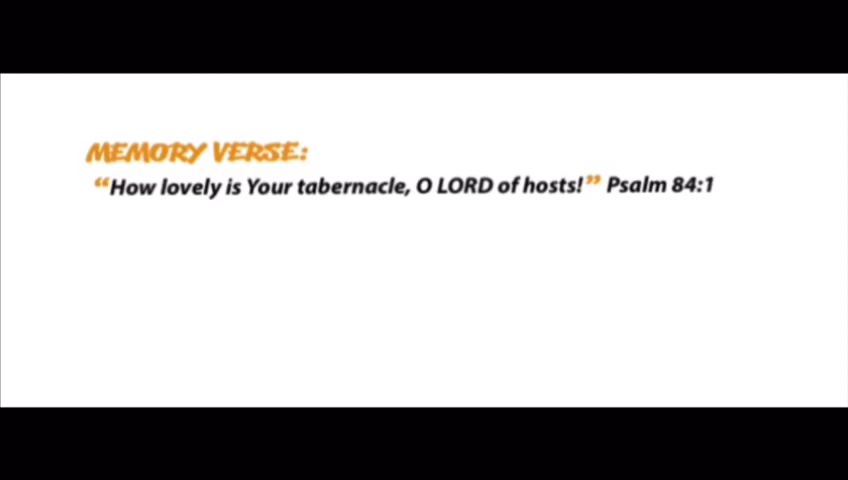 MEMORY VERSE:
“How lovely is Your tabernacle, O LORD of hosts!” Psalm 84:1